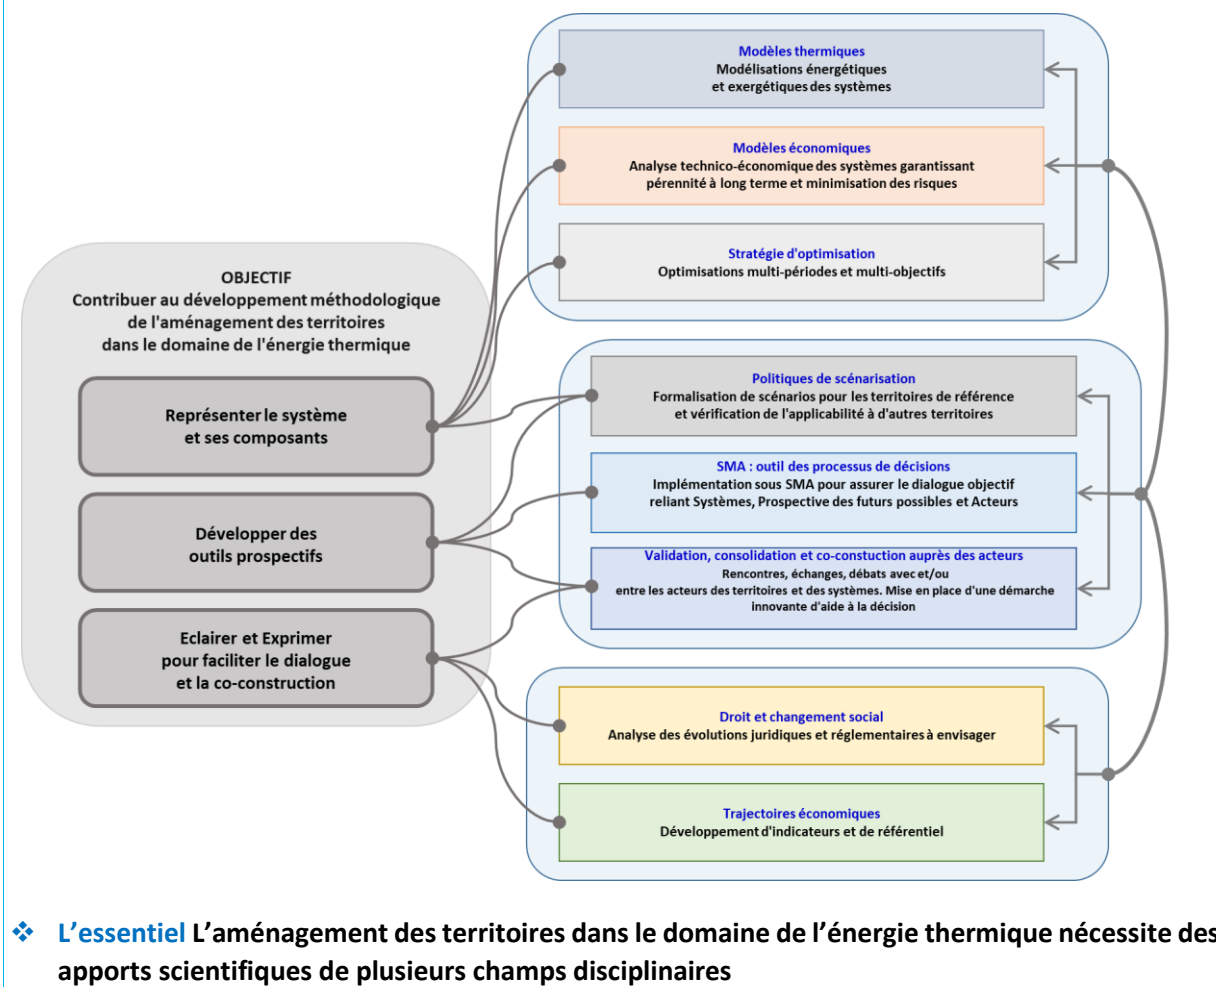 OBJECTIF
Contribuer au développement méthodologique
de l'aménagement des territoires
dans le domaine de l'énergie thermique
Représenter le système
et ses composants
Développer des
outils prospectifs
Eclairer et Exprimer
pour faciliter le dialogue
et la co-construction
Modèles thermiques
Modélisations énergétiques
et exergétiques des systèmes
Modèles économiques
Analyse technico-économique des systèmes garantissant
pérennité à long terme et minimisation des risques
Stratégie d'optimisation
Optimisations multi-périodes et multi-objectifs
Politiques de scénarisation
Formalisation de scénarios pour les territoires de référence
et vérification de l'applicabilité à d'autres territoires
SMA : outil des processus de décisions
Implémentation sous SMA pour assurer le dialogue objectif
reliant Systèmes, Prospective des futurs possibles et Acteurs
Validation, consolidation et co-constuction auprès des acteurs
Rencontres, échanges, débats avec et/ou
entre les acteurs des territoires et des systèmes. Mise en place d'une démarche
innovante d'aide à la décision
Droit et changement social
Analyse des évolutions juridiques et réglementaires à envisager
Trajectoires économiques
Développement d'indicateurs et de référentiel
❖ L’essentiel L’aménagement des territoires dans le domaine de l’énergie thermique nécessite des
apports scientifiques de plusieurs champs disciplinaires